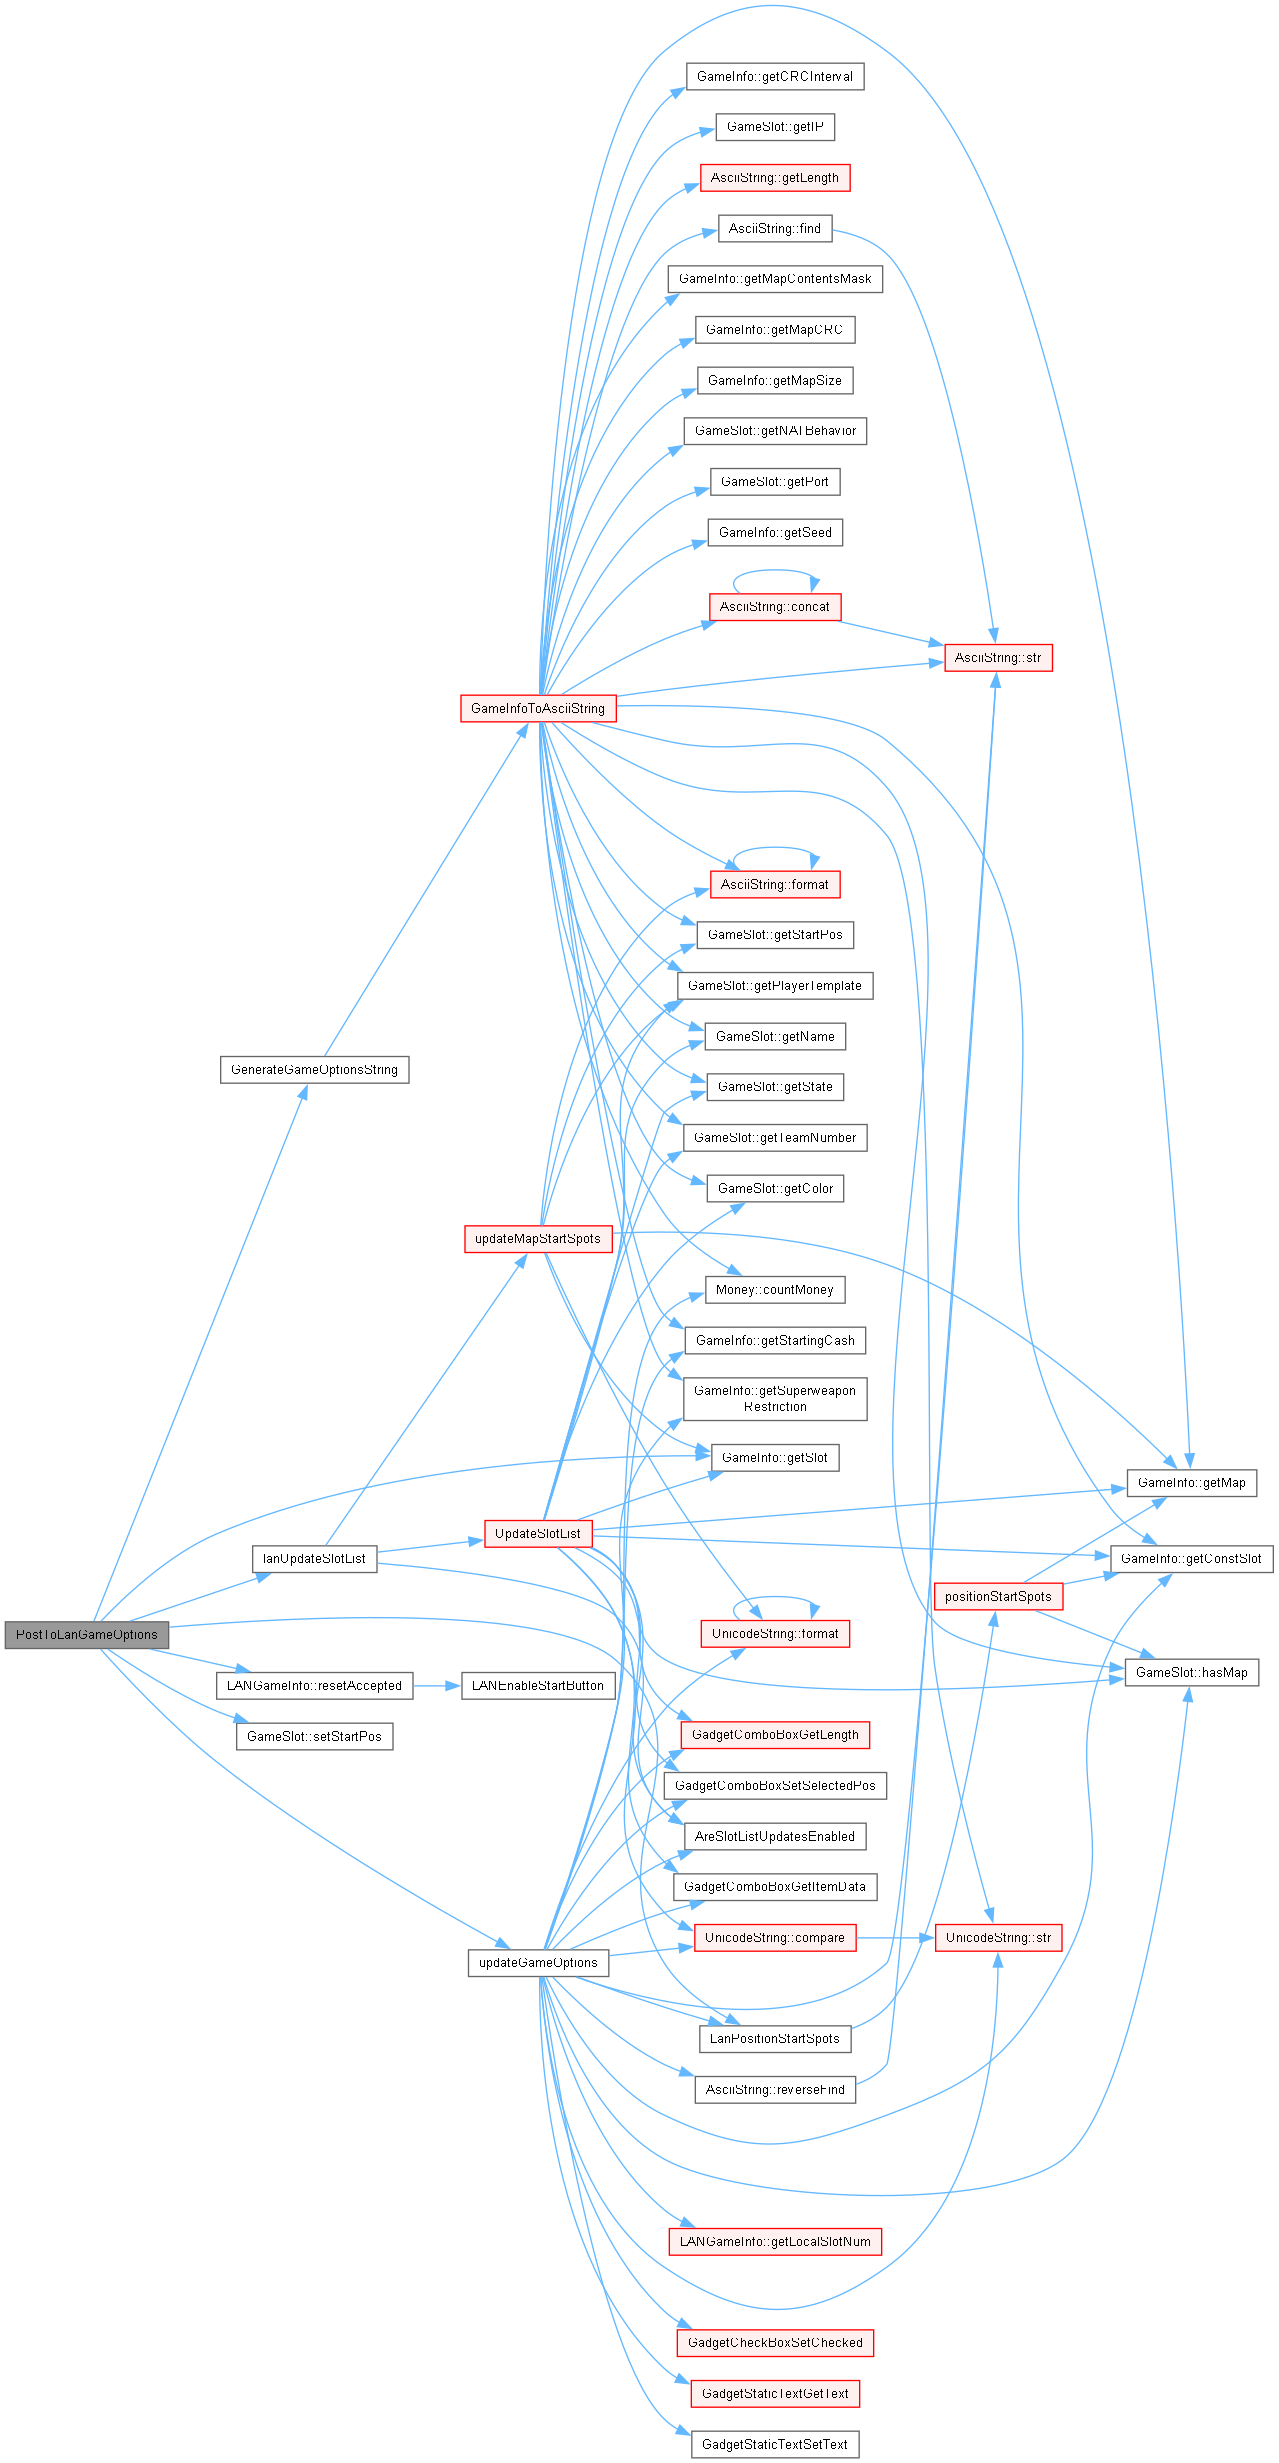 GameInfo::getCRCInterval
GameSlot::getIP
AsciiString::getLength
AsciiString::find
GameInfo::getMapContentsMask
GameInfo::getMapCRC
GameInfo::getMapSize
GameSlot::getNATBehavior
GameSlot::getPort
GameInfo::getSeed
AsciiString::concat
AsciiString::str
GameInfoToAsciiString
AsciiString::format
GameSlot::getStartPos
GameSlot::getPlayerTemplate
GameSlot::getName
GenerateGameOptionsString
GameSlot::getState
GameSlot::getTeamNumber
GameSlot::getColor
updateMapStartSpots
Money::countMoney
GameInfo::getStartingCash
GameInfo::getSuperweapon
Restriction
GameInfo::getSlot
GameInfo::getMap
UpdateSlotList
lanUpdateSlotList
GameInfo::getConstSlot
positionStartSpots
PostToLanGameOptions
UnicodeString::format
GameSlot::hasMap
LANGameInfo::resetAccepted
LANEnableStartButton
GameSlot::setStartPos
GadgetComboBoxGetLength
GadgetComboBoxSetSelectedPos
AreSlotListUpdatesEnabled
GadgetComboBoxGetItemData
UnicodeString::compare
UnicodeString::str
updateGameOptions
LanPositionStartSpots
AsciiString::reverseFind
LANGameInfo::getLocalSlotNum
GadgetCheckBoxSetChecked
GadgetStaticTextGetText
GadgetStaticTextSetText